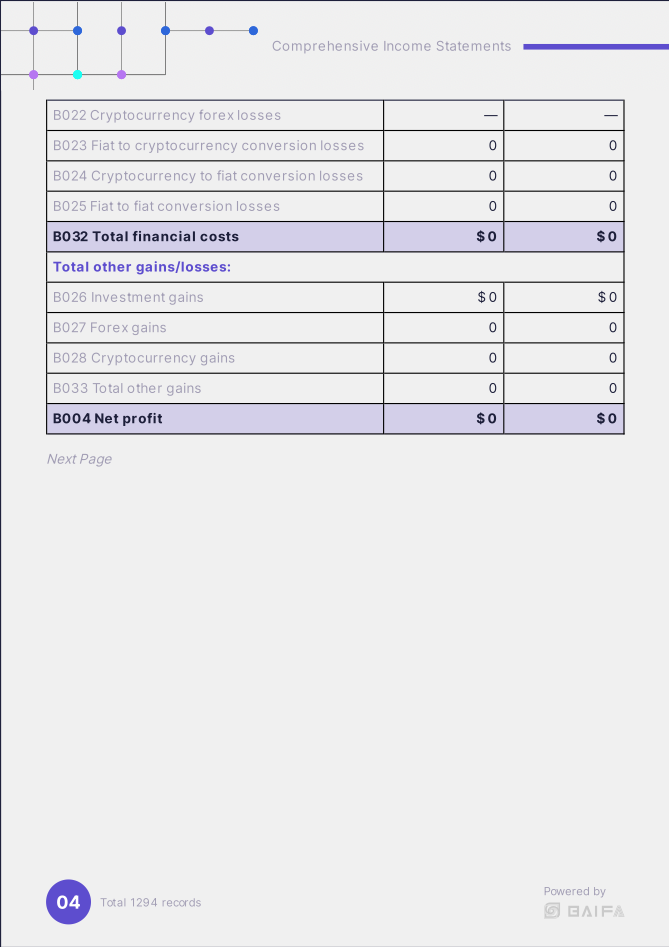 Comprehensive Income Statements
B022 Cryptocurrency forex losses — —
B023 Fiat to cryptocurrency conversion losses 0 0
B024 Cryptocurrency to fiat conversion losses 0 0
B025 Fiat to fiat conversion losses 0 0
B032 Total financial costs $0 $0
Total other gains/losses:
B026 Investment gains $0 $0
B027 Forex gains 0 0
B028 Cryptocurrency gains 0 0
B033 Total other gains 0 0
B004 Net profit $0 $0
Next Page
04 Total 1294 records
Powered by
GAIFA